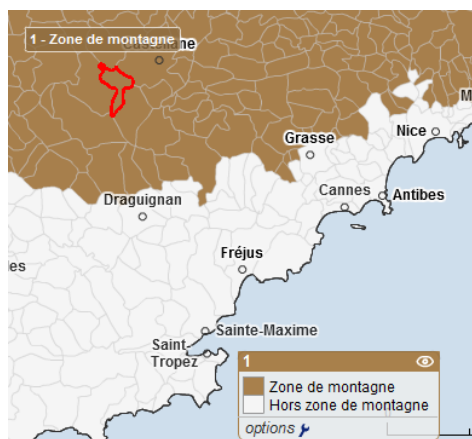 1 - Zone de montagne
Grasse
Nice
Cannes
Antibes
Draguignan
Fréjus
Sainte-Maxime
Saint-
Tropez
1
Zone de montagne
Hors zone de montagne
options